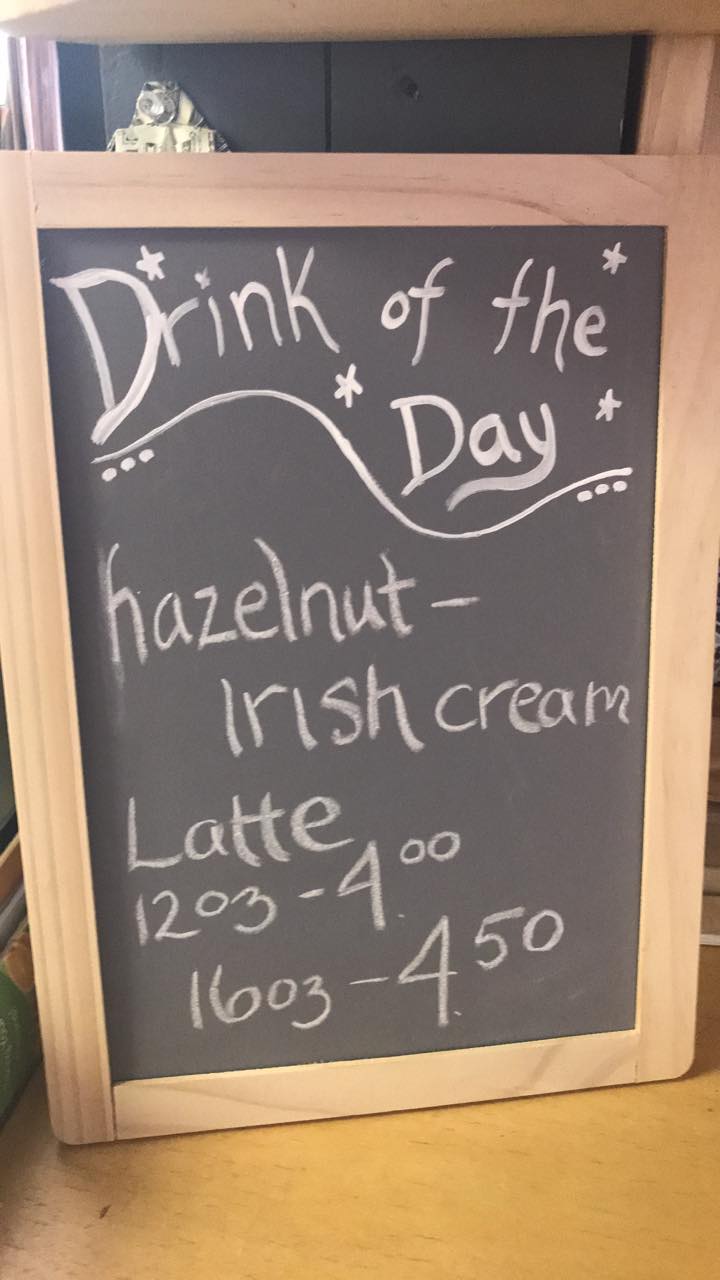 Drink of the
Day
hazelnut -
Irish cream
Latte
12oz - 4.00
16oz - 4.50